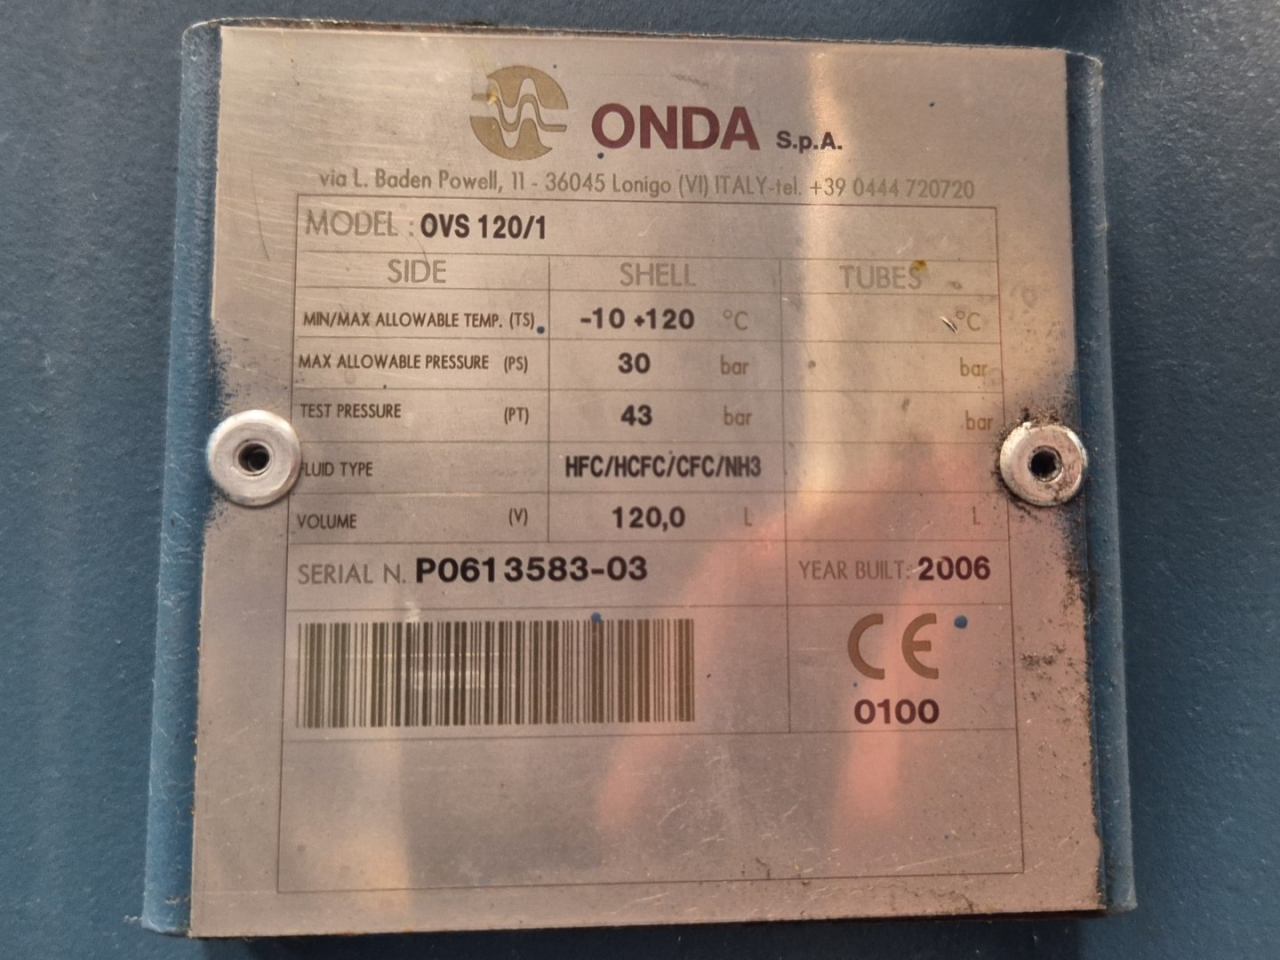 ONDA S.p.A.
via L. Baden Powell, 11 - 36045 Lonigo (VI) ITALY-tel. +39 0444 720720
MODEL : OVS 120/1
SIDE SHELL TUBES
MIN/MAX ALLOWABLE TEMP. (TS) -10 +120 °C °C
MAX ALLOWABLE PRESSURE (PS) 30 bar bar
TEST PRESSURE (PT) 43 bar bar
FLUID TYPE HFC/HCFC/CFC/NH3
VOLUME (V) 120,0 L L
SERIAL N. P0613583-03 YEAR BUILT: 2006
CE
0100